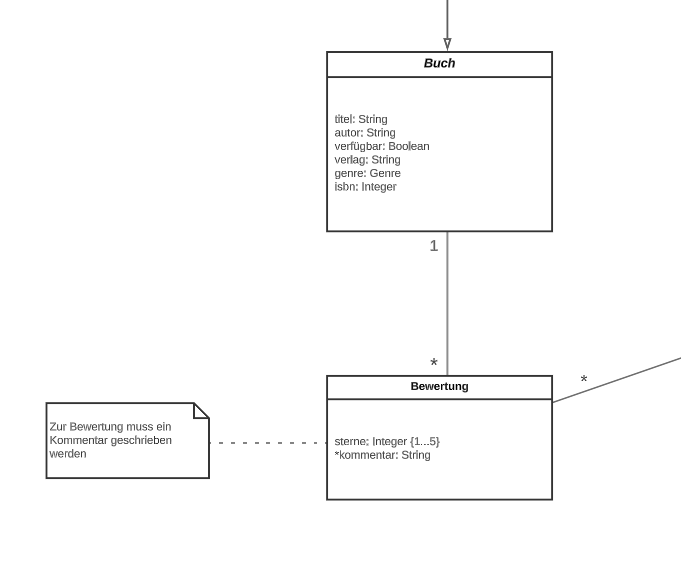 Buch
titel: String
autor: String
verfügbar: Boolean
verlag: String
genre: Genre
isbn: Integer
1
*
Bewertung
*
sterne: Integer {1...5}
*kommentar: String
Zur Bewertung muss ein
Kommentar geschrieben
werden